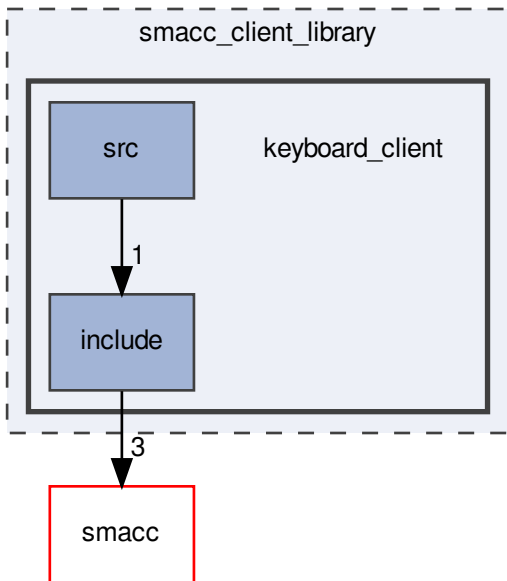 smacc_client_library
src
keyboard_client
1
include
3
smacc